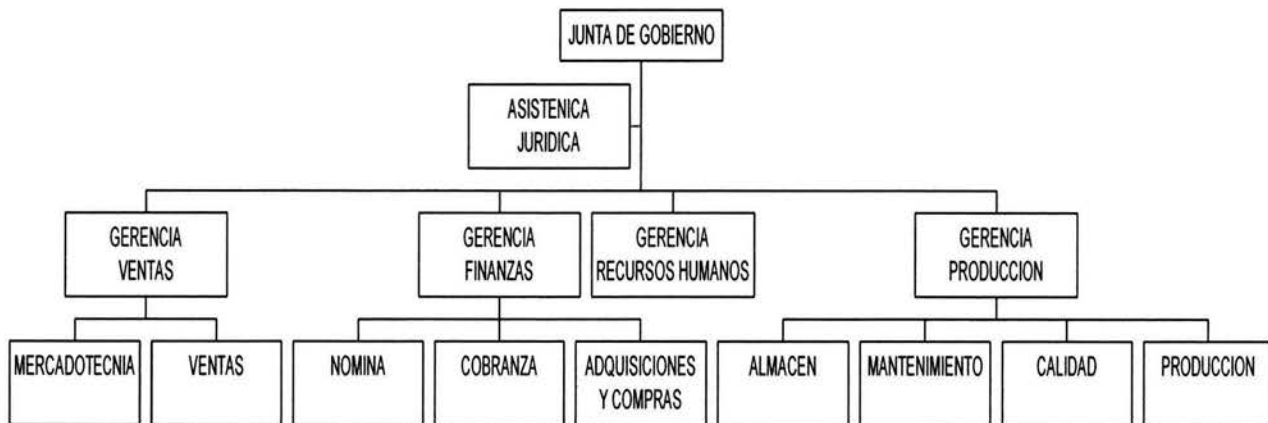 JUNTA DE GOBIERNO
ASISTENICA
JURIDICA
GERENCIA
VENTAS
GERENCIA
FINANZAS
GERENCIA
RECURSOS HUMANOS
GERENCIA
PRODUCCION
MERCADOTECNIA
VENTAS
NOMINA
COBRANZA
ADQUISICIONES
Y COMPRAS
ALMACEN
MANTENIMIENTO
CALIDAD
PRODUCCION